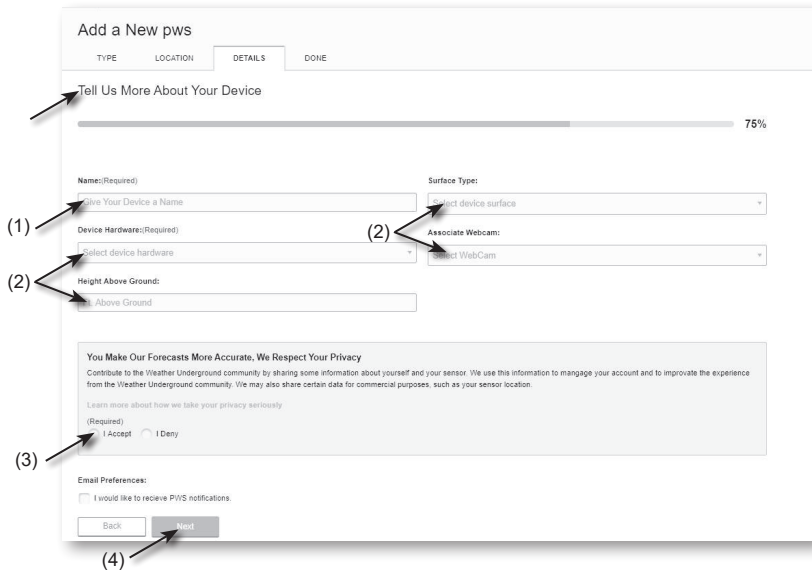 Add a New pws
TYPE LOCATION DETAILS DONE
Tell Us More About Your Device
75%
Name:(Required)
Give Your Device a Name
Surface Type:
Select device surface
(1)
Device Hardware:(Required)
Select device hardware
(2)
Associate Webcam:
Select WebCam
(2)
Height Above Ground:
Ft. Above Ground
You Make Our Forecasts More Accurate, We Respect Your Privacy
Contribute to the Weather Underground community by sharing some information about yourself and your sensor. We use this information to mangage your account and to improvate the experience
from the Weather Underground community. We may also share certain data for commercial purposes, such as your sensor location.
Learn more about how we take your privacy seriously
(Required)
I Accept I Deny
(3)
Email Preferences:
I would like to recieve PWS notifications.
Back Next
(4)